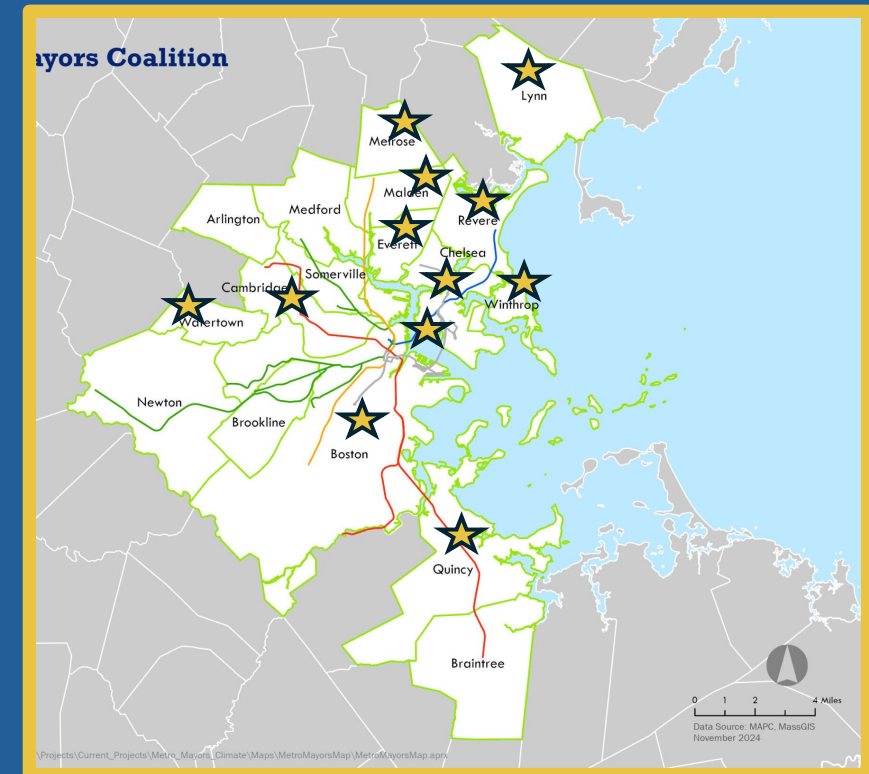 ayors Coalition
Lynn
Melrose
Malden
Medford
Arlington
Revere
Everett
Chelsea
Somerville
Cambridge
Winthrop
Watertown
Newton
Brookline
Boston
Quincy
Braintree
0 1 2 4 Miles
Data Source: MAPC, MassGIS
November 2024
\Projects\Current_Projects\Metro_Mayors_Climate\Maps\MetroMayorsMap\MetroMayorsMap.aprx